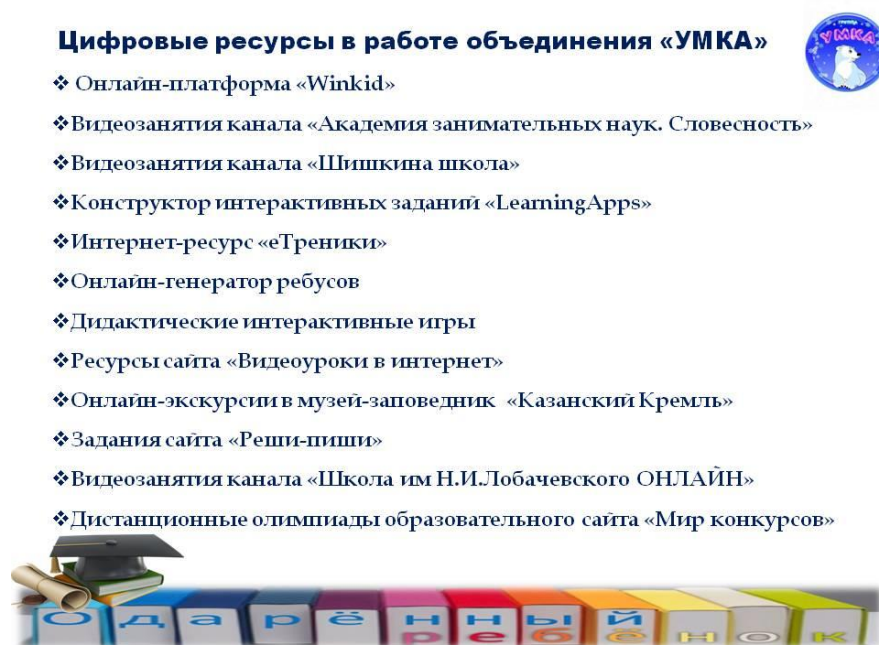 Цифровые ресурсы в работе объединения «УМКА»
УМКА
❖ Онлайн-платформа «Winkid»
❖Видеозанятия канала «Академия занимательных наук. Словесность»
❖Видеозанятия канала «Шишкина школа»
❖Конструктор интерактивных заданий «LearningApps»
❖Интернет-ресурс «еТреники»
❖Онлайн-генератор ребусов
❖Дидактические интерактивные игры
❖Ресурсы сайта «Видеоуроки в интернет»
❖Онлайн-экскурсии в музей-заповедник «Казанский Кремль»
❖Задания сайта «Реши-пиши»
❖Видеозанятия канала «Школа им Н.И.Лобачевского ОНЛАЙН»
❖Дистанционные олимпиады образовательного сайта «Мир конкурсов»
Одарённый
ребёнок